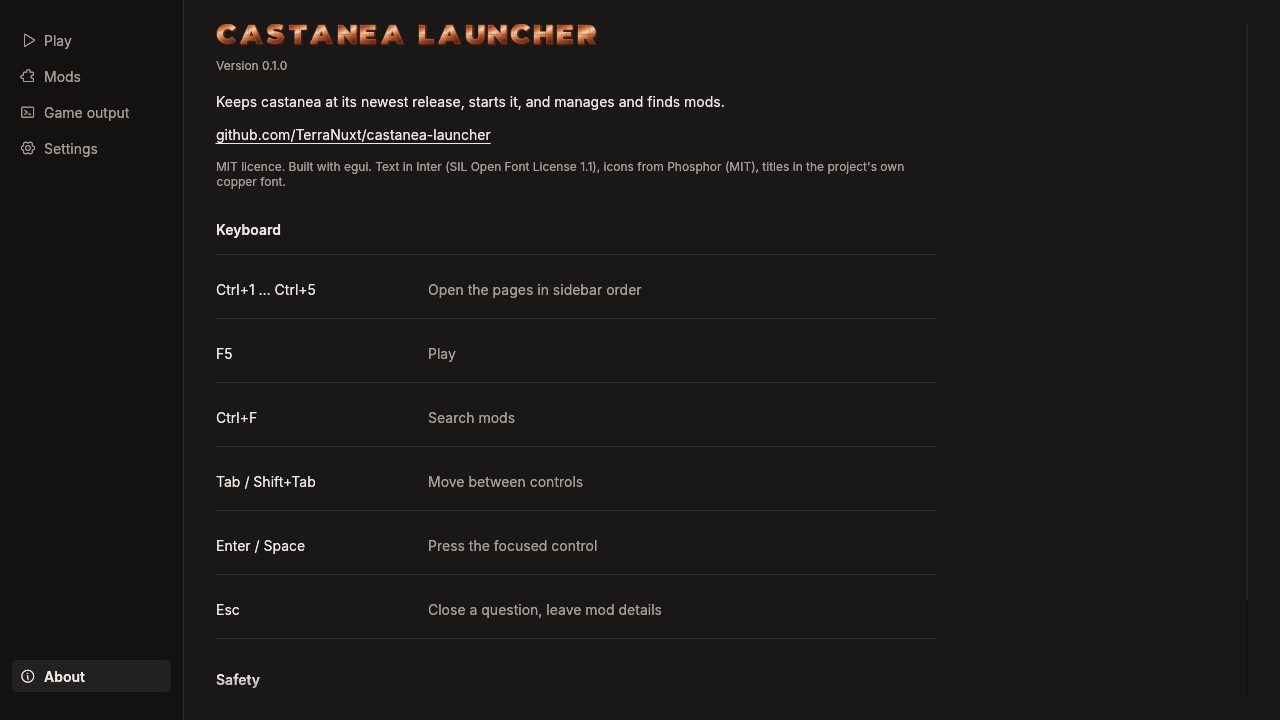 Play
Mods
Game output
Settings
About
CASTANEA LAUNCHER
Version 0.1.0
Keeps castanea at its newest release, starts it, and manages and finds mods.
github.com/TerraNuxt/castanea-launcher
MIT licence. Built with egui. Text in Inter (SIL Open Font License 1.1), icons from Phosphor (MIT), titles in the project's own
copper font.
Keyboard
Ctrl+1 ... Ctrl+5 Open the pages in sidebar order
F5 Play
Ctrl+F Search mods
Tab / Shift+Tab Move between controls
Enter / Space Press the focused control
Esc Close a question, leave mod details
Safety